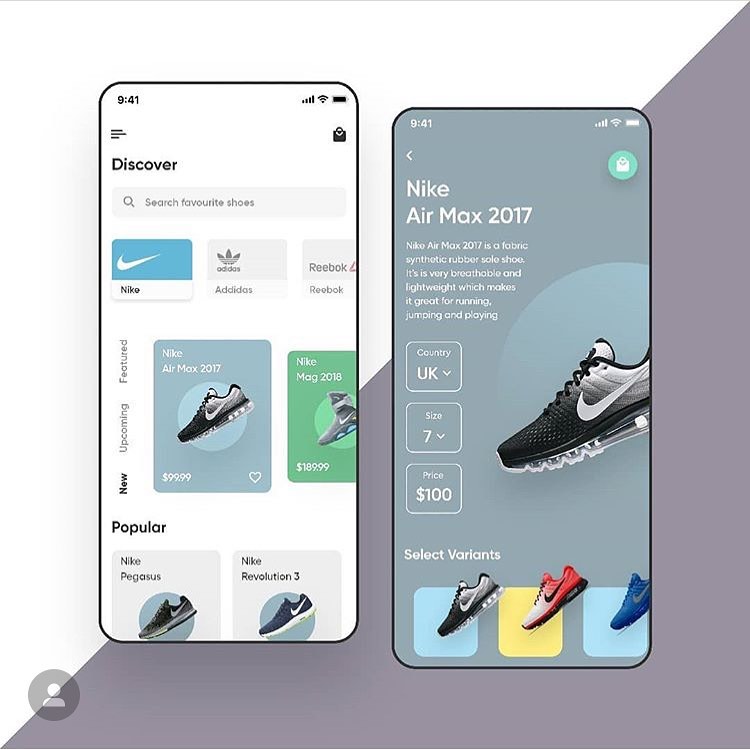 9:41
Discover
Search favourite shoes
adidas
Reebok
Nike
Addidas
Reebok
Featured
Upcoming
New
Nike
Air Max 2017
$99.99
Nike
Mag 2018
$189.99
Popular
Nike
Pegasus
Nike
Revolution 3
9:41
Nike
Air Max 2017
Nike Air Max 2017 is a fabric
synthetic rubber sole shoe.
It's is very breathable and
lightweight which makes
it great for running,
jumping and playing
Country
UK
Size
7
Price
$100
Select Variants